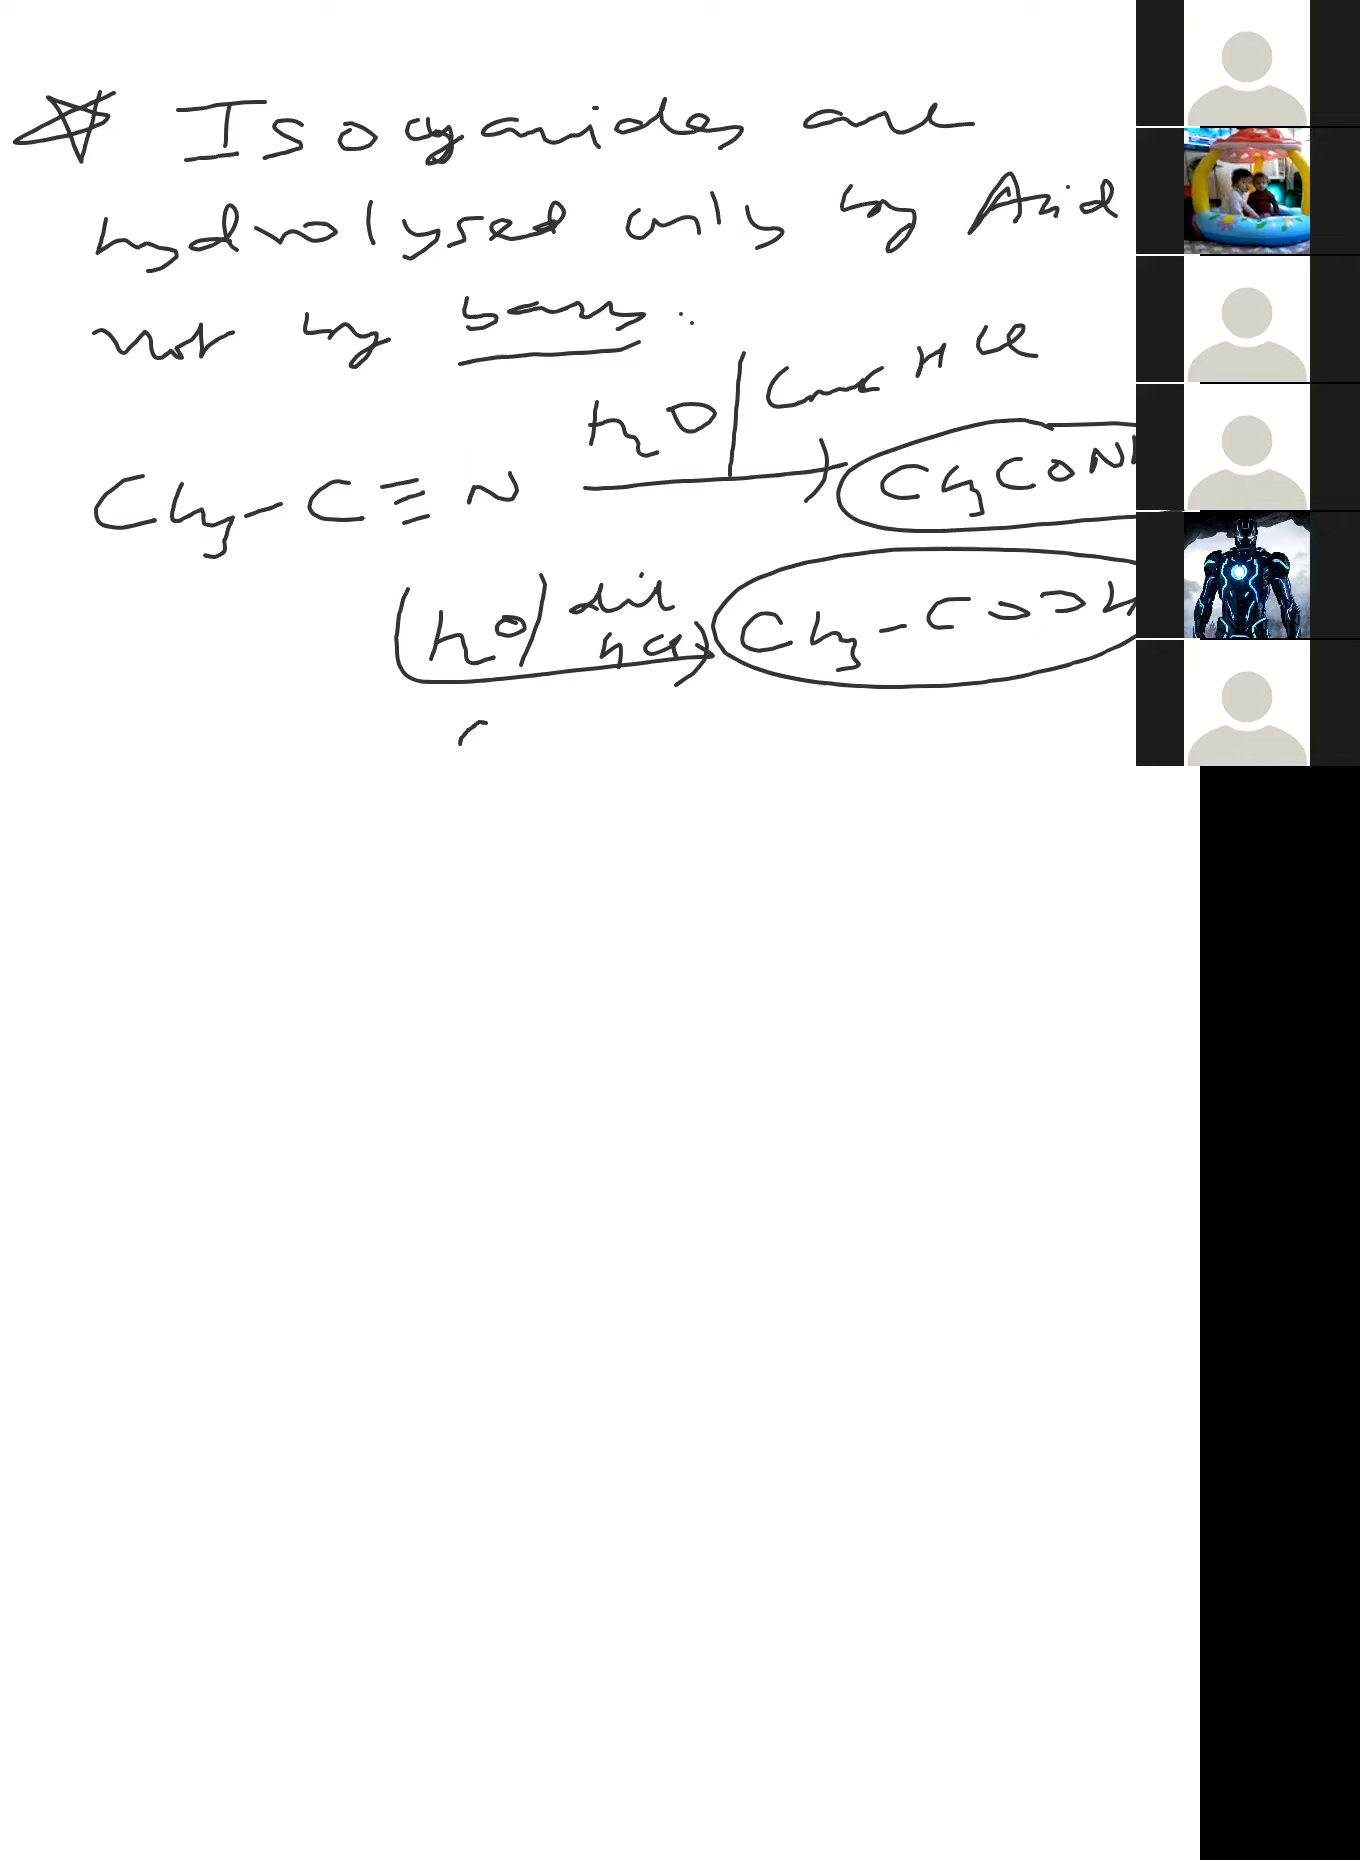 Isocyanides are
hydrolysed only by Acid
not by bases.
H2O / Conc HCl
CH3-C≡N → CH3CON
(H2O / dil HCl) → CH3-COOH